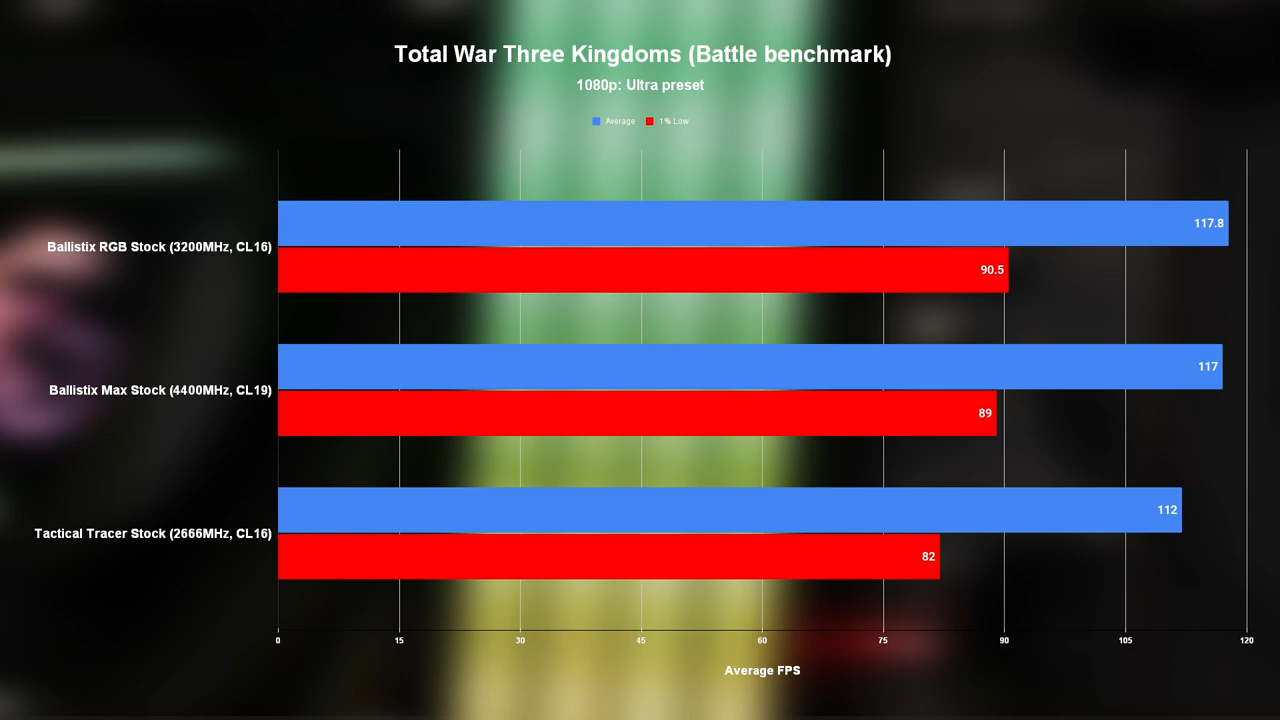 Total War Three Kingdoms (Battle benchmark)
1080p: Ultra preset
Average 1% Low
Ballistix RGB Stock (3200MHz, CL16)
117.8
90.5
Ballistix Max Stock (4400MHz, CL19)
117
89
Tactical Tracer Stock (2666MHz, CL16)
112
82
0 15 30 45 60 75 90 105 120
Average FPS